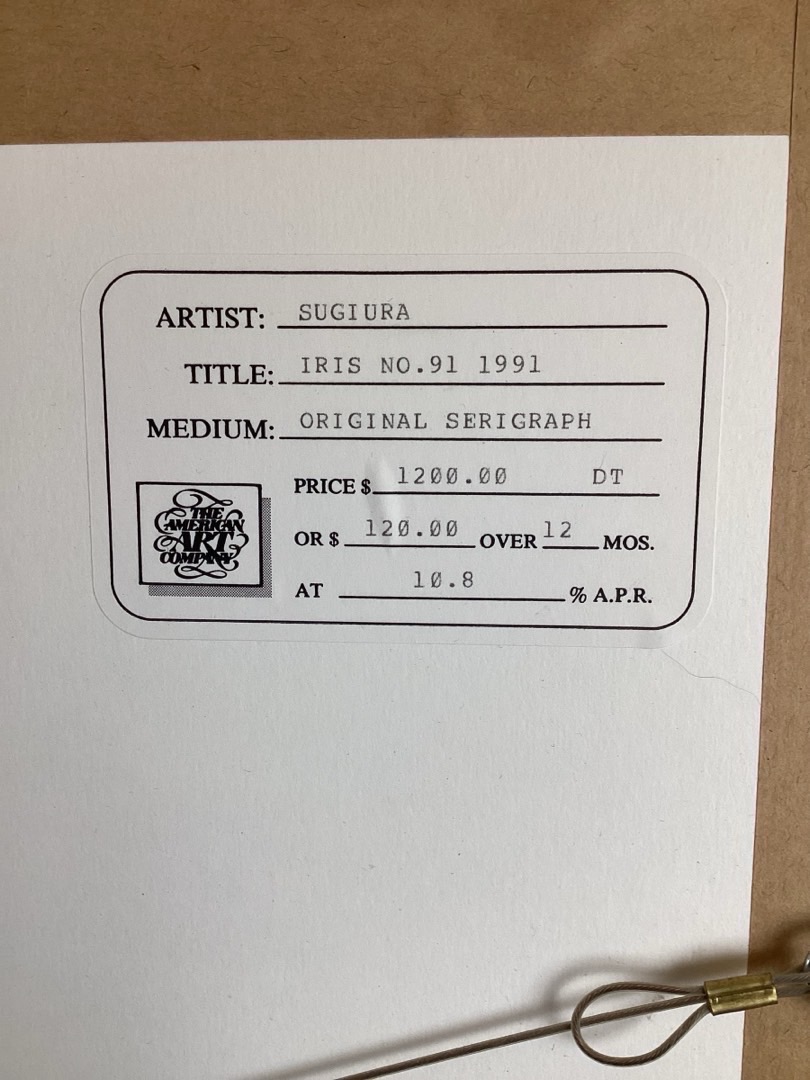 ARTIST: SUGIURA
TITLE: IRIS NO.91 1991
MEDIUM: ORIGINAL SERIGRAPH
PRICE $ 1200.00 DT
OR $ 120.00 OVER 12 MOS.
AT 10.8 % A.P.R.
THE
AMERICAN
ART
COMPANY